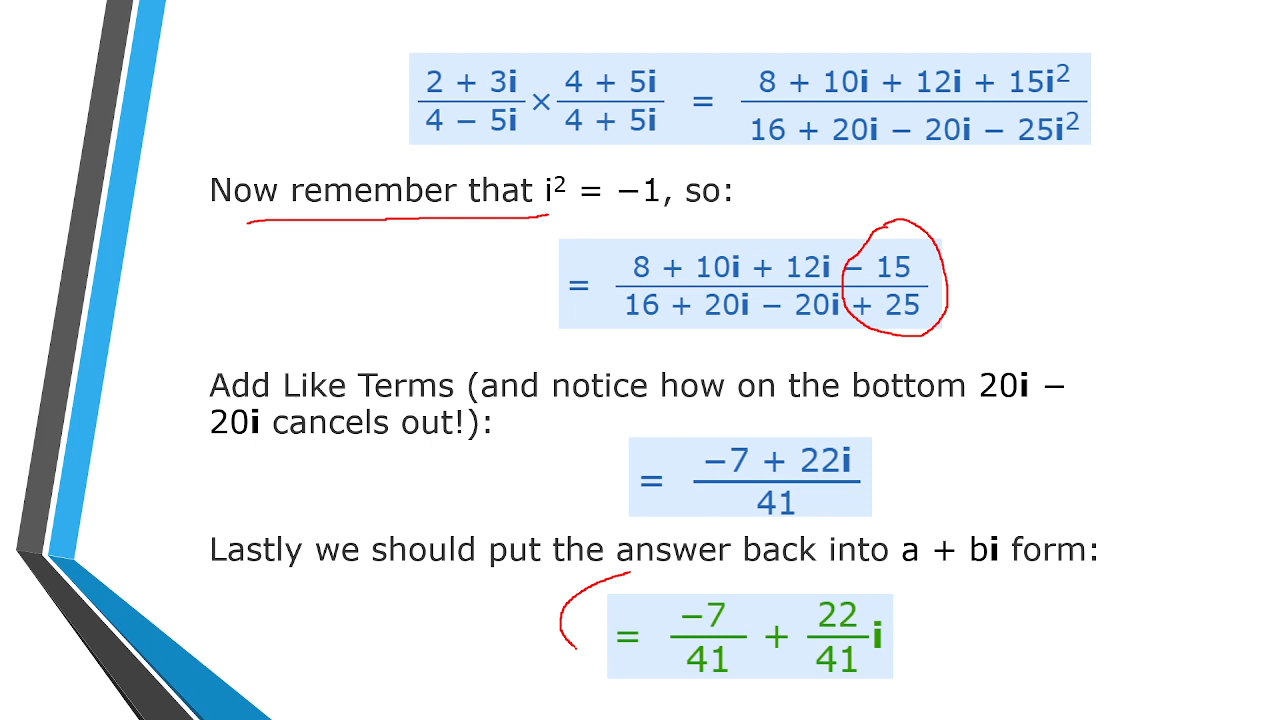 2 + 3i / 4 − 5i × 4 + 5i / 4 + 5i = 8 + 10i + 12i + 15i² / 16 + 20i − 20i − 25i²
Now remember that i² = −1, so:
= 8 + 10i + 12i − 15 / 16 + 20i − 20i + 25
Add Like Terms (and notice how on the bottom 20i −
20i cancels out!):
= −7 + 22i / 41
Lastly we should put the answer back into a + bi form:
= −7 / 41 + 22 / 41 i